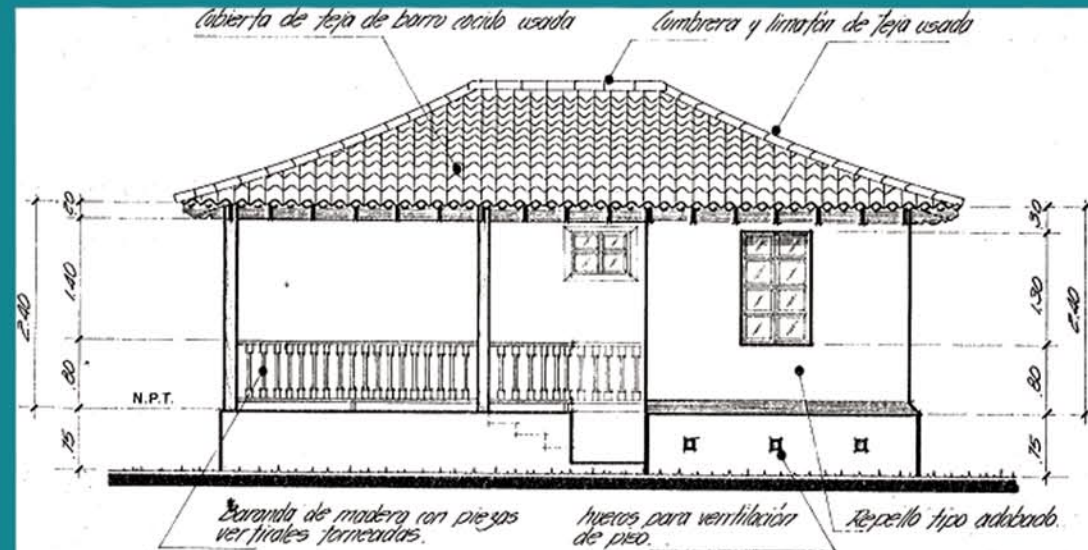 Cubierta de teja de barro cocido usada
Cumbrera y limatón de teja usada
.20
1.40
2.40
.80
N.P.T.
.75
.30
1.30
2.40
.80
.75
Baranda de madera con piezas
verticales torneadas.
huecos para ventilación
de piso.
Repello tipo adobado.